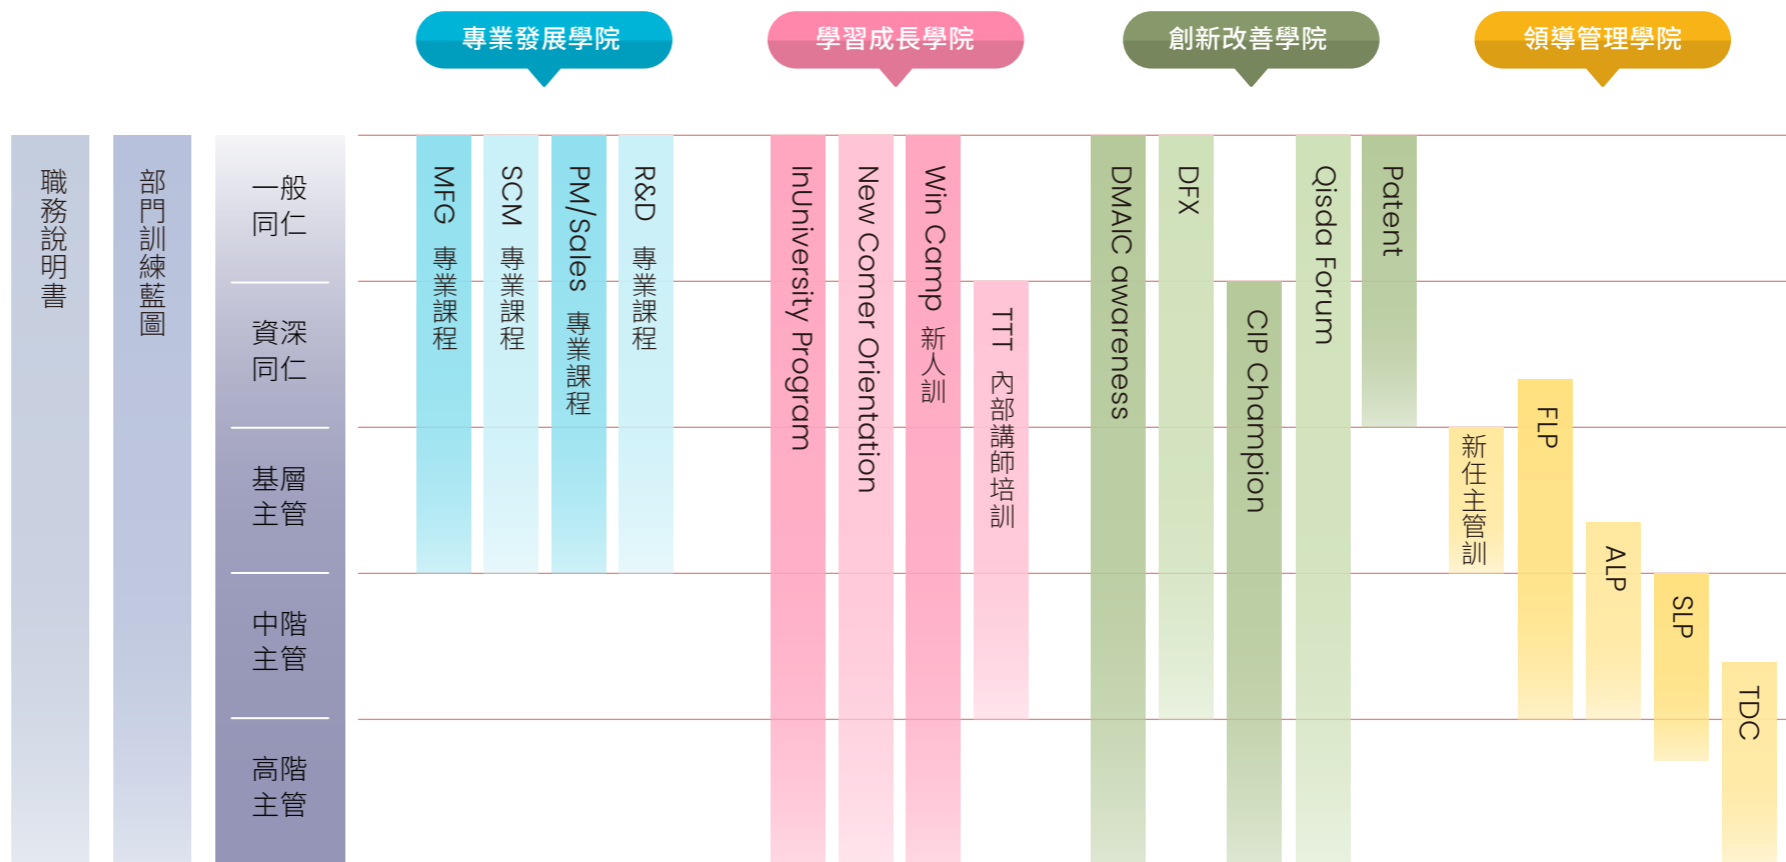 專業發展學院
學習成長學院
創新改善學院
領導管理學院
職務說明書
部門訓練藍圖
一般
同仁
資深
同仁
基層
主管
中階
主管
高階
主管
MFG 專業課程
SCM 專業課程
PM/Sales 專業課程
R&D 專業課程
InUniversity Program
New Comer Orientation
Win Camp 新人訓
TTT 內部講師培訓
DMAIC awareness
DFX
CIP Champion
Qisda Forum
Patent
新任主管訓
FLP
ALP
SLP
TDC